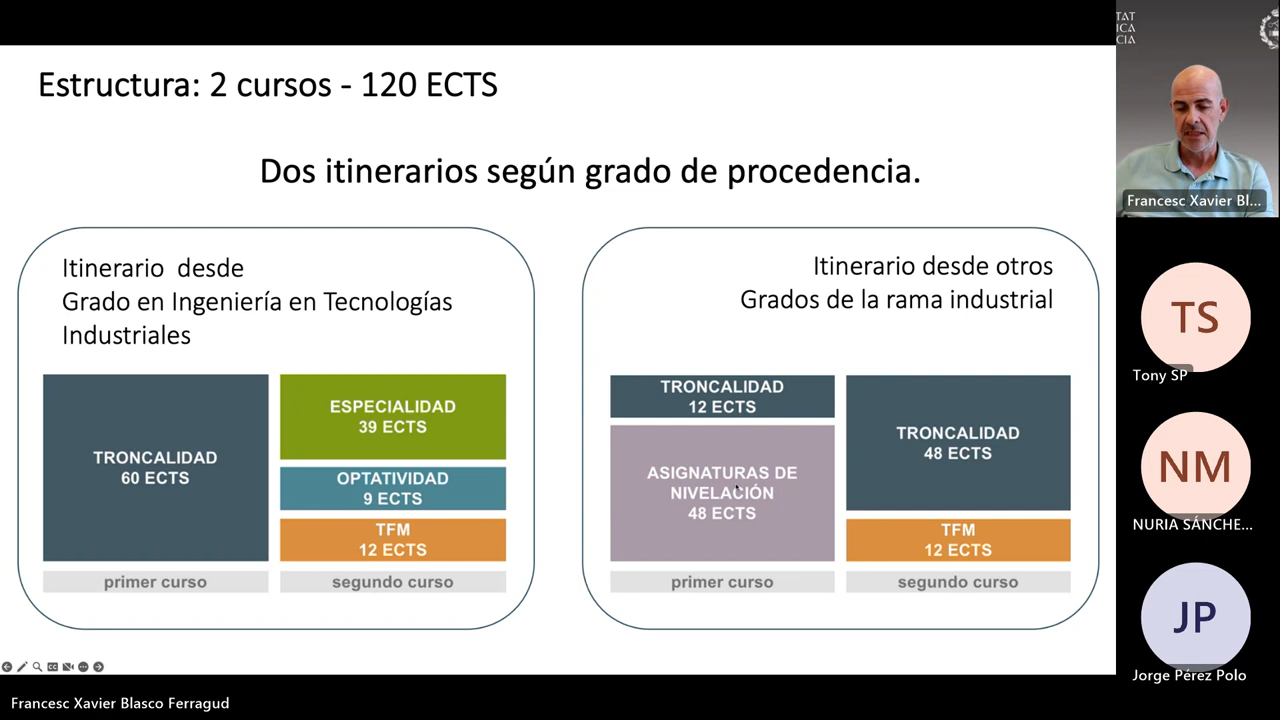 Estructura: 2 cursos - 120 ECTS
Dos itinerarios según grado de procedencia.
Itinerario desde
Grado en Ingeniería en Tecnologías
Industriales
TRONCALIDAD
60 ECTS
primer curso
ESPECIALIDAD
39 ECTS
OPTATIVIDAD
9 ECTS
TFM
12 ECTS
segundo curso
Itinerario desde otros
Grados de la rama industrial
TRONCALIDAD
12 ECTS
ASIGNATURAS DE
NIVELACIÓN
48 ECTS
primer curso
TRONCALIDAD
48 ECTS
TFM
12 ECTS
segundo curso
TAT
ICA
CIA
Francesc Xavier Bl...
TS
Tony SP
NM
NURIA SÁNCHE...
JP
Jorge Pérez Polo
Francesc Xavier Blasco Ferragud